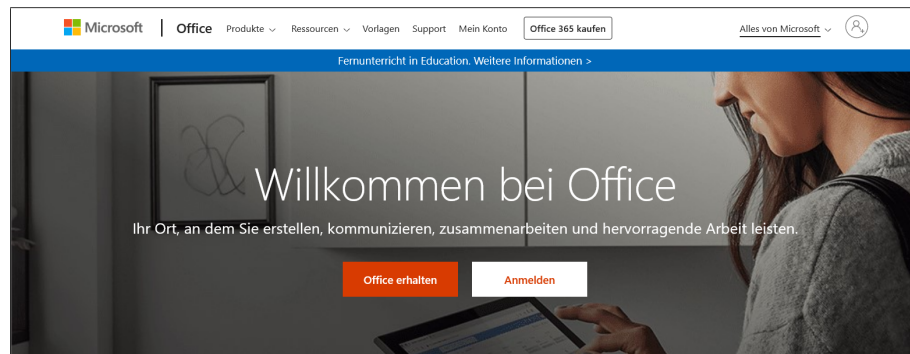 Microsoft Office Produkte Ressourcen Vorlagen Support Mein Konto Office 365 kaufen Alles von Microsoft
Fernunterricht in Education. Weitere Informationen >
Willkommen bei Office
Ihr Ort, an dem Sie erstellen, kommunizieren, zusammenarbeiten und hervorragende Arbeit leisten.
Office erhalten Anmelden